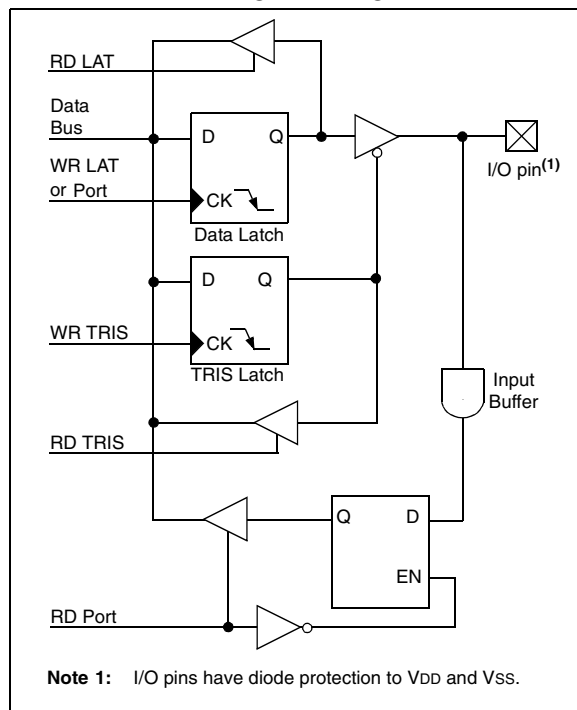 RD LAT
Data
Bus
D Q
WR LAT
or Port
CK
Data Latch
I/O pin(1)
D Q
WR TRIS
CK
TRIS Latch
Input
Buffer
RD TRIS
Q D
EN
RD Port
Note 1: I/O pins have diode protection to VDD and VSS.